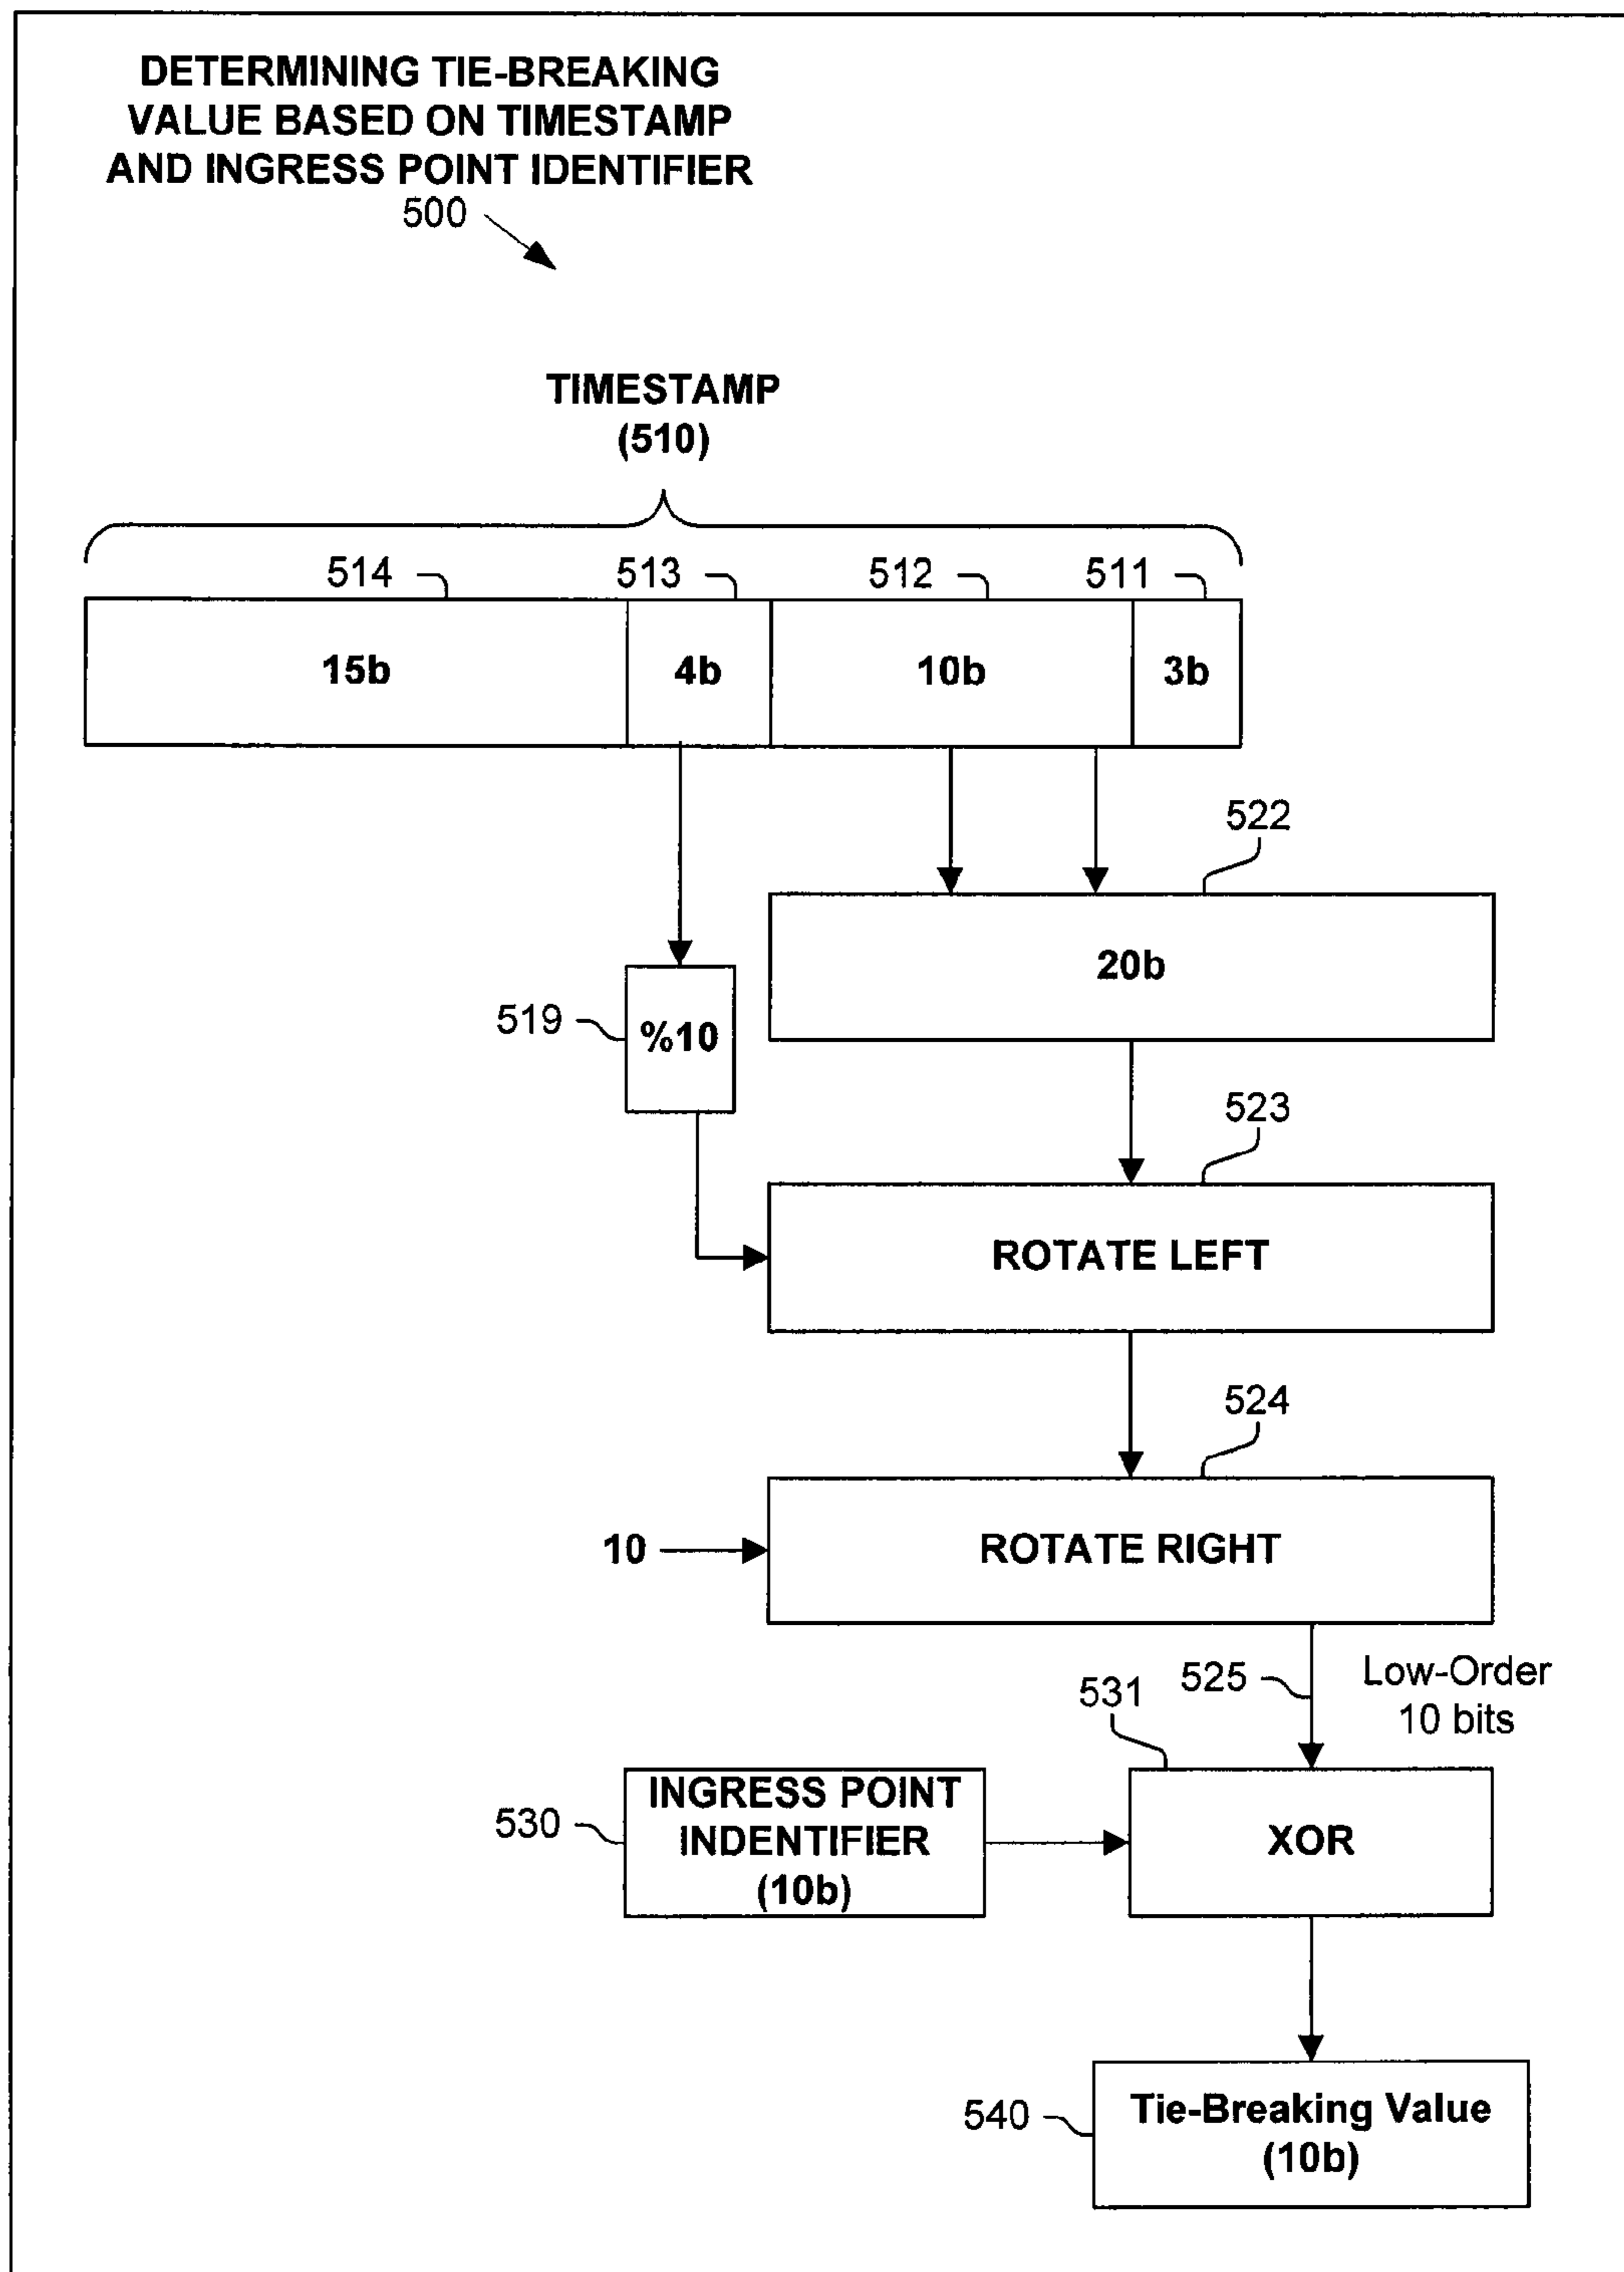 DETERMINING TIE-BREAKING
VALUE BASED ON TIMESTAMP
AND INGRESS POINT IDENTIFIER
500
TIMESTAMP
(510)
514
513
512
511
15b
4b
10b
3b
522
20b
519
%10
523
ROTATE LEFT
524
10
ROTATE RIGHT
525
Low-Order
10 bits
531
530
INGRESS POINT
INDENTIFIER
(10b)
XOR
540
Tie-Breaking Value
(10b)